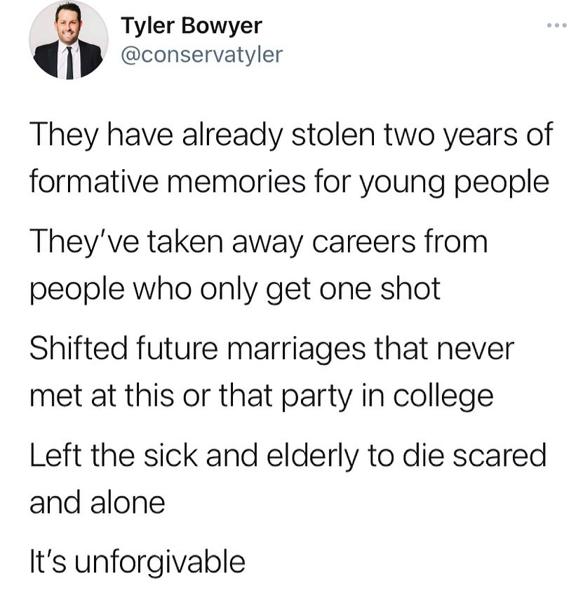 Tyler Bowyer
@conservatyler
They have already stolen two years of
formative memories for young people
They've taken away careers from
people who only get one shot
Shifted future marriages that never
met at this or that party in college
Left the sick and elderly to die scared
and alone
It's unforgivable